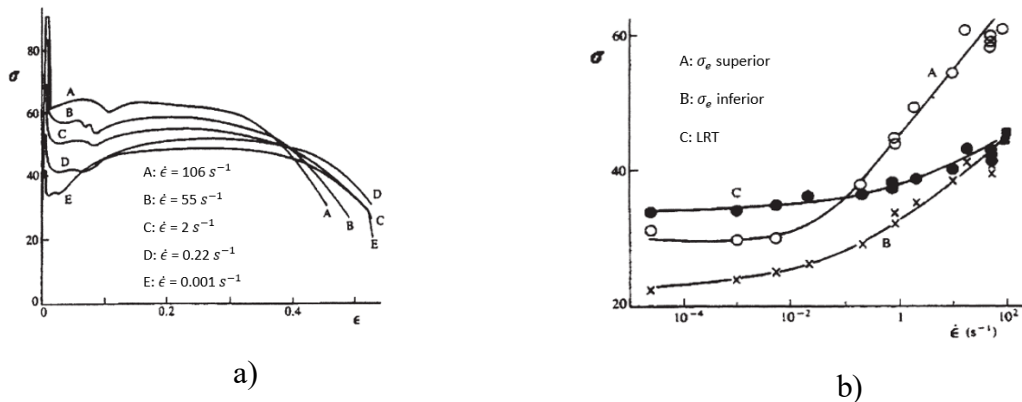 80
60
40
20
0
σ
A
B
C
D
E
A: ε̇ = 106 s⁻¹
B: ε̇ = 55 s⁻¹
C: ε̇ = 2 s⁻¹
D: ε̇ = 0.22 s⁻¹
E: ε̇ = 0.001 s⁻¹
A
B
D
C
E
0
0.2
0.4
ϵ
a)
60
40
20
σ
A: σₑ superior
B: σₑ inferior
C: LRT
A
C
B
10⁻⁴
10⁻²
1
10²
ε̇ (s⁻¹)
b)